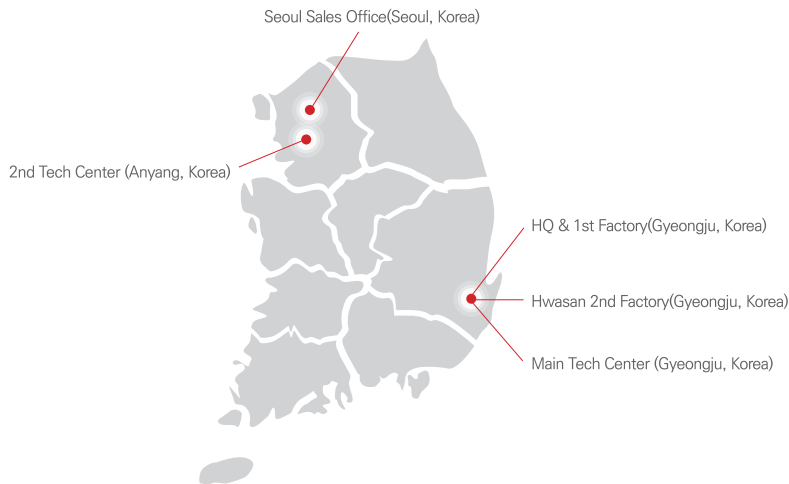 Seoul Sales Office(Seoul, Korea)
2nd Tech Center (Anyang, Korea)
HQ & 1st Factory(Gyeongju, Korea)
Hwasan 2nd Factory(Gyeongju, Korea)
Main Tech Center (Gyeongju, Korea)